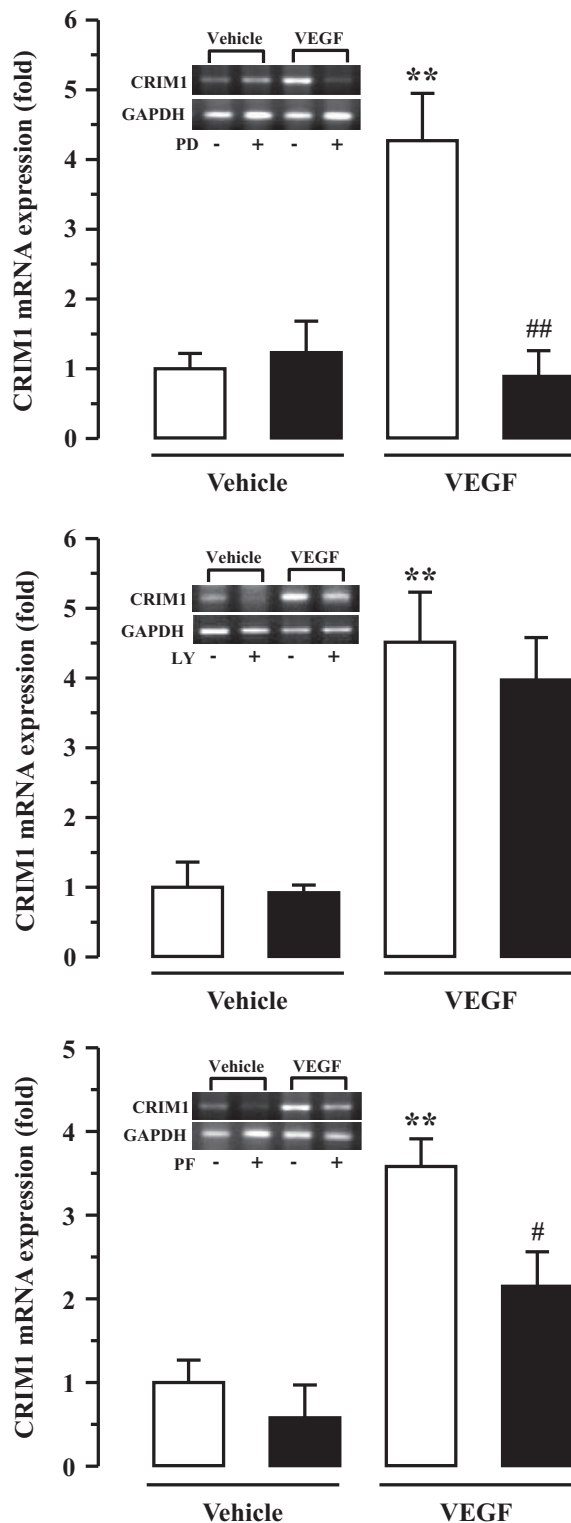 CRIM1 mRNA expression (fold)
6
5
4
3
2
1
0
Vehicle VEGF
CRIM1
GAPDH
PD - + - +
**
##
Vehicle VEGF
CRIM1 mRNA expression (fold)
6
5
4
3
2
1
0
Vehicle VEGF
CRIM1
GAPDH
LY - + - +
**
Vehicle VEGF
CRIM1 mRNA expression (fold)
5
4
3
2
1
0
Vehicle VEGF
CRIM1
GAPDH
PF - + - +
**
#
Vehicle VEGF